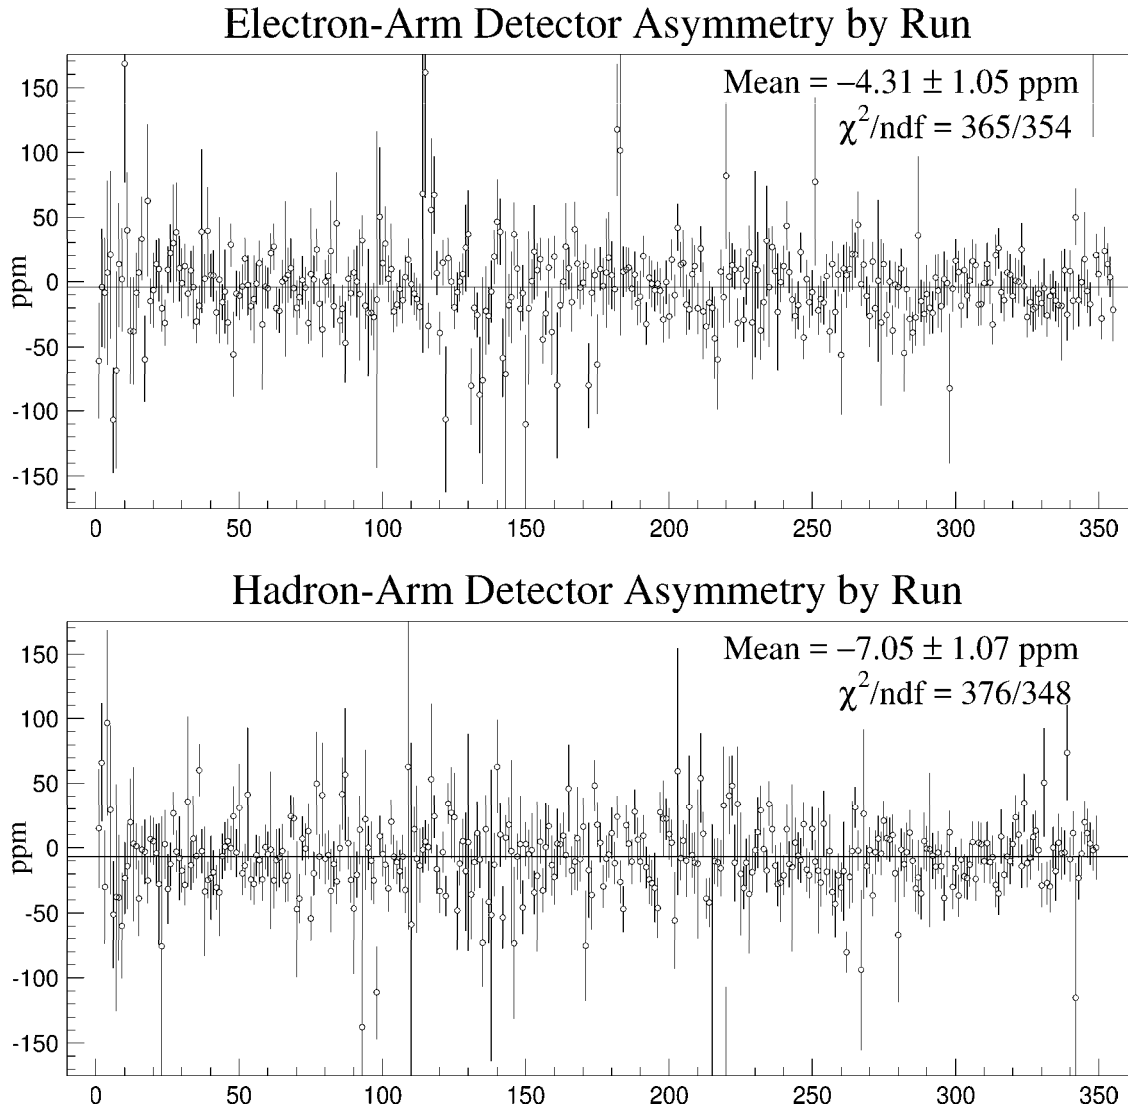 Electron-Arm Detector Asymmetry by Run
Mean = −4.31 ± 1.05 ppm
χ²/ndf = 365/354
ppm
150
100
50
0
-50
-100
-150
0 50 100 150 200 250 300 350
Hadron-Arm Detector Asymmetry by Run
Mean = −7.05 ± 1.07 ppm
χ²/ndf = 376/348
ppm
150
100
50
0
-50
-100
-150
0 50 100 150 200 250 300 350